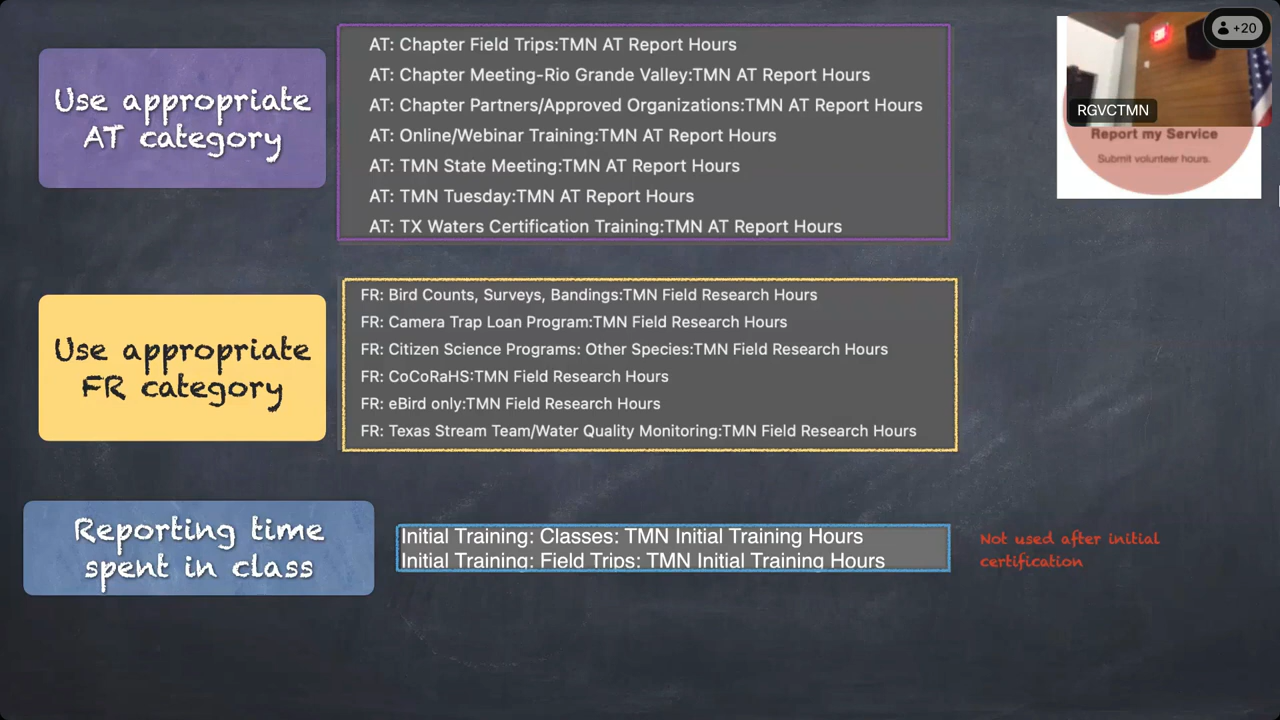 Use appropriate
AT category
AT: Chapter Field Trips:TMN AT Report Hours
AT: Chapter Meeting-Rio Grande Valley:TMN AT Report Hours
AT: Chapter Partners/Approved Organizations:TMN AT Report Hours
AT: Online/Webinar Training:TMN AT Report Hours
AT: TMN State Meeting:TMN AT Report Hours
AT: TMN Tuesday:TMN AT Report Hours
AT: TX Waters Certification Training:TMN AT Report Hours
+20
RGVCTMN
Report my Service
Submit volunteer hours.
Use appropriate
FR category
FR: Bird Counts, Surveys, Bandings:TMN Field Research Hours
FR: Camera Trap Loan Program:TMN Field Research Hours
FR: Citizen Science Programs: Other Species:TMN Field Research Hours
FR: CoCoRaHS:TMN Field Research Hours
FR: eBird only:TMN Field Research Hours
FR: Texas Stream Team/Water Quality Monitoring:TMN Field Research Hours
Reporting time
spent in class
Initial Training: Classes: TMN Initial Training Hours
Initial Training: Field Trips: TMN Initial Training Hours
Not used after initial
certification